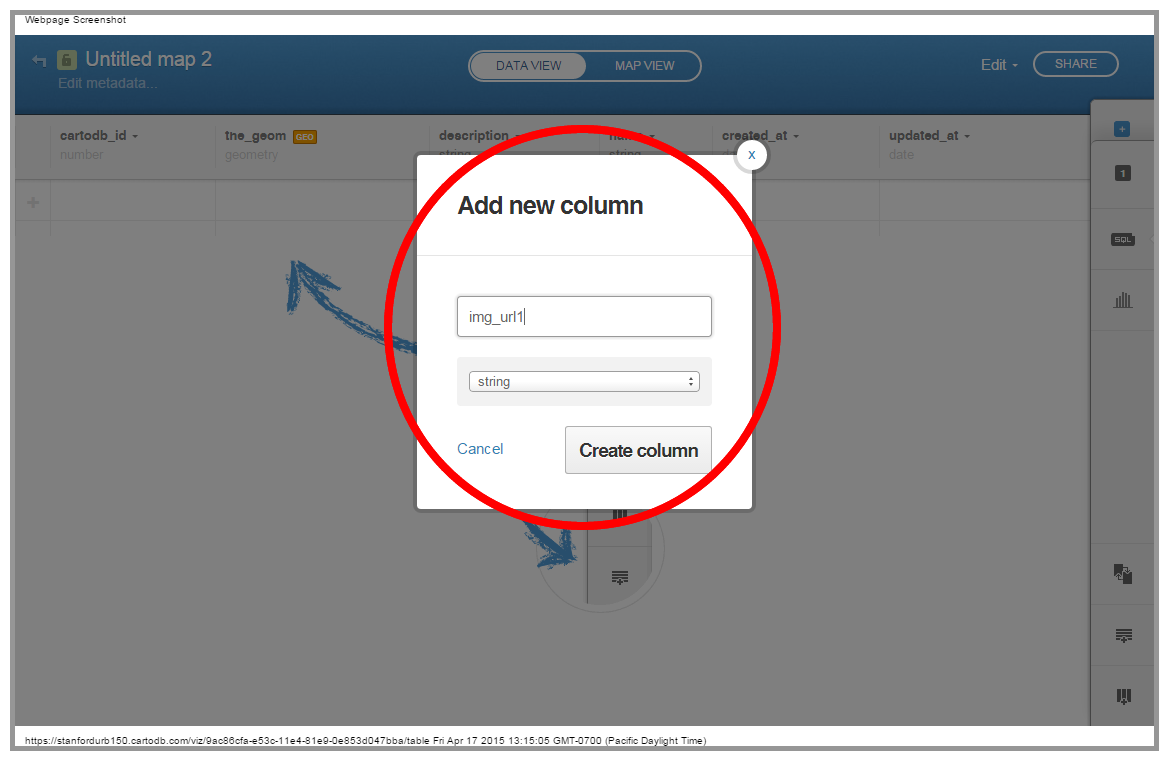 Webpage Screenshot
Untitled map 2
Edit metadata...
DATA VIEW MAP VIEW
Edit SHARE
cartodb_id the_geom GEO description name created_at updated_at
number geometry string string date
Add new column
x
1
SQL
img_url1
string
Cancel Create column
https://stanfordurb150.cartodb.com/viz/9ac86cfa-e53c-11e4-81e9-0e853d047bba/table Fri Apr 17 2015 13:15:05 GMT-0700 (Pacific Daylight Time)